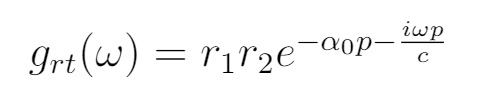 $g_{rt}(\omega) = r_1 r_2 e^{-\alpha_0 p - \frac{i\omega p}{c}}$